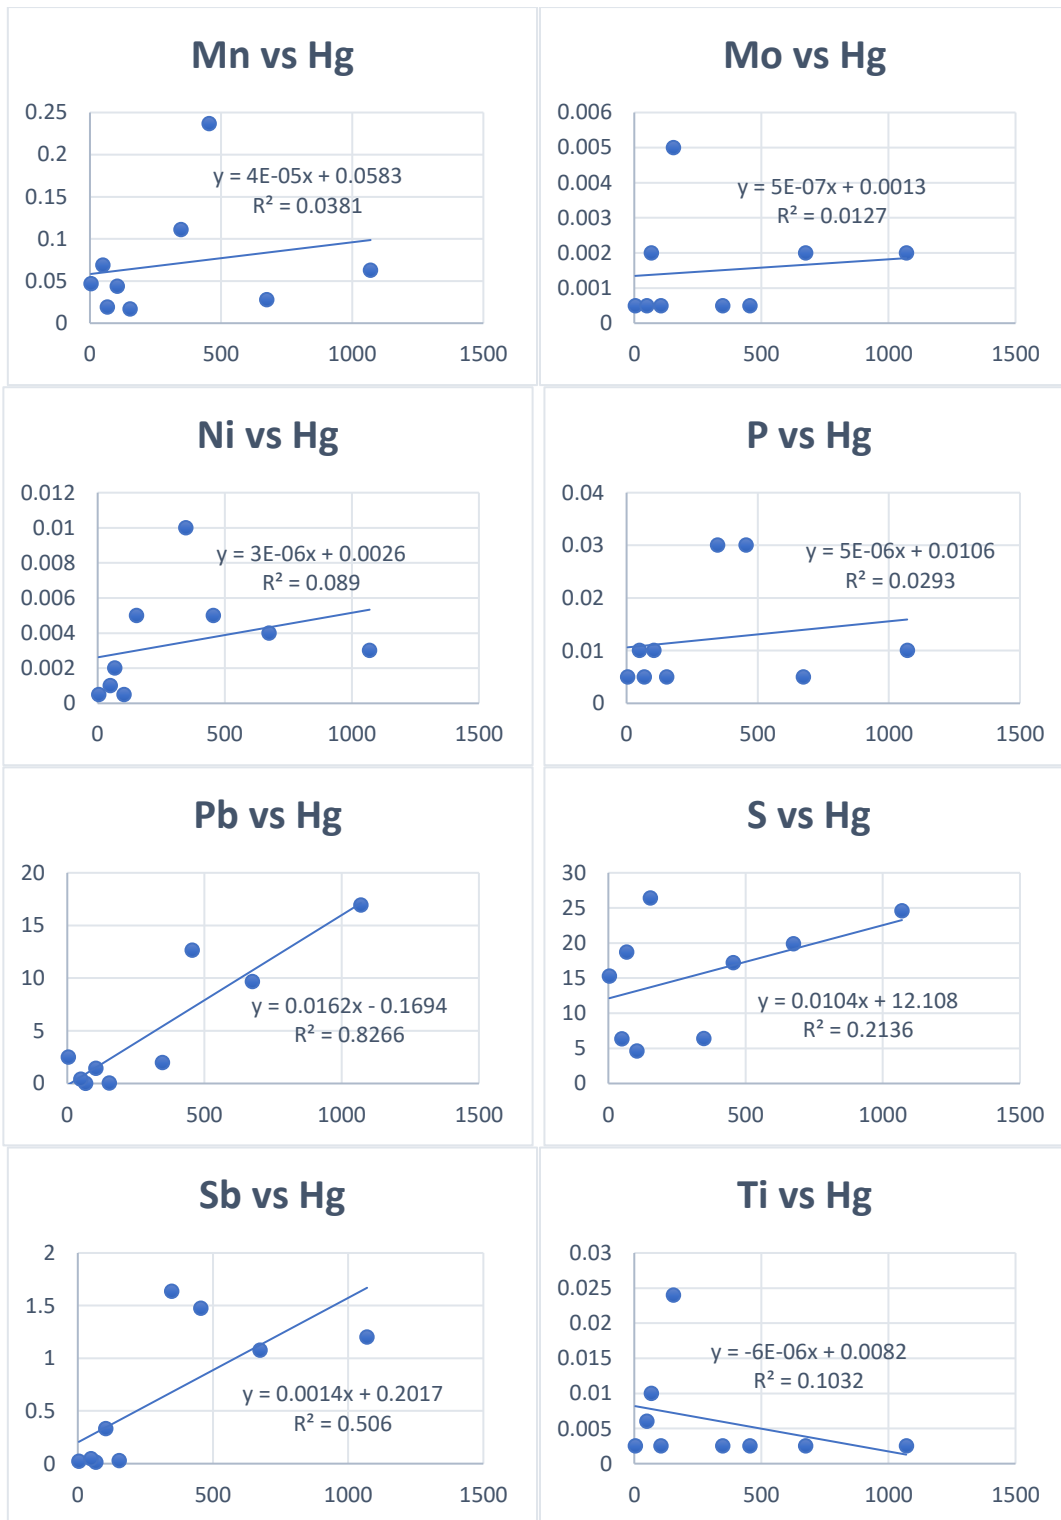 Mn vs Hg
0.25
0.2
0.15
0.1
0.05
0
y = 4E-05x + 0.0583
R² = 0.0381
0 500 1000 1500
Mo vs Hg
0.006
0.005
0.004
0.003
0.002
0.001
0
y = 5E-07x + 0.0013
R² = 0.0127
0 500 1000 1500
Ni vs Hg
0.012
0.01
0.008
0.006
0.004
0.002
0
y = 3E-06x + 0.0026
R² = 0.089
0 500 1000 1500
P vs Hg
0.04
0.03
0.02
0.01
0
y = 5E-06x + 0.0106
R² = 0.0293
0 500 1000 1500
Pb vs Hg
20
15
10
5
0
y = 0.0162x - 0.1694
R² = 0.8266
0 500 1000 1500
S vs Hg
30
25
20
15
10
5
0
y = 0.0104x + 12.108
R² = 0.2136
0 500 1000 1500
Sb vs Hg
2
1.5
1
0.5
0
y = 0.0014x + 0.2017
R² = 0.506
0 500 1000 1500
Ti vs Hg
0.03
0.025
0.02
0.015
0.01
0.005
0
y = -6E-06x + 0.0082
R² = 0.1032
0 500 1000 1500